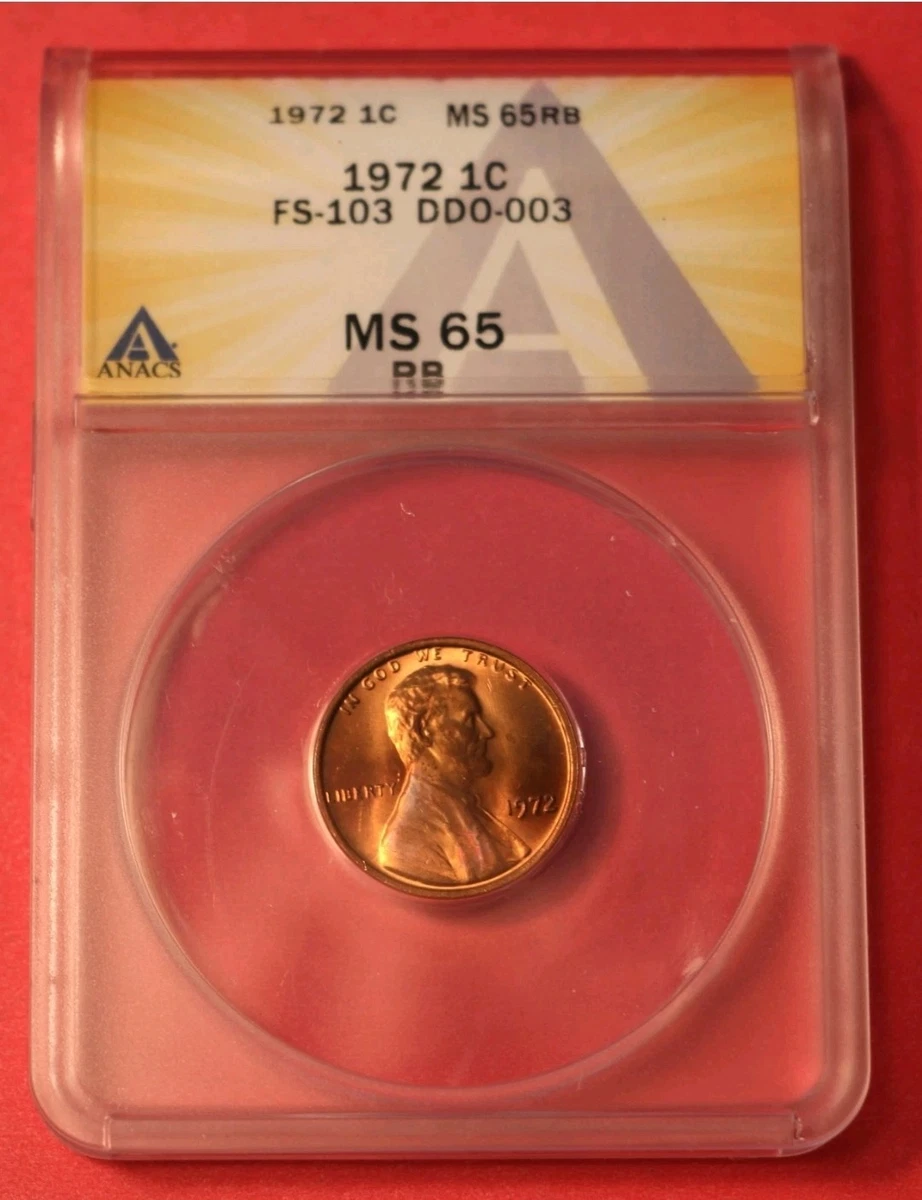 1972 1C MS 65RB
1972 1C
FS-103 DDO-003
MS 65
RB
ANACS
IN GOD WE TRUST
LIBERTY
1972